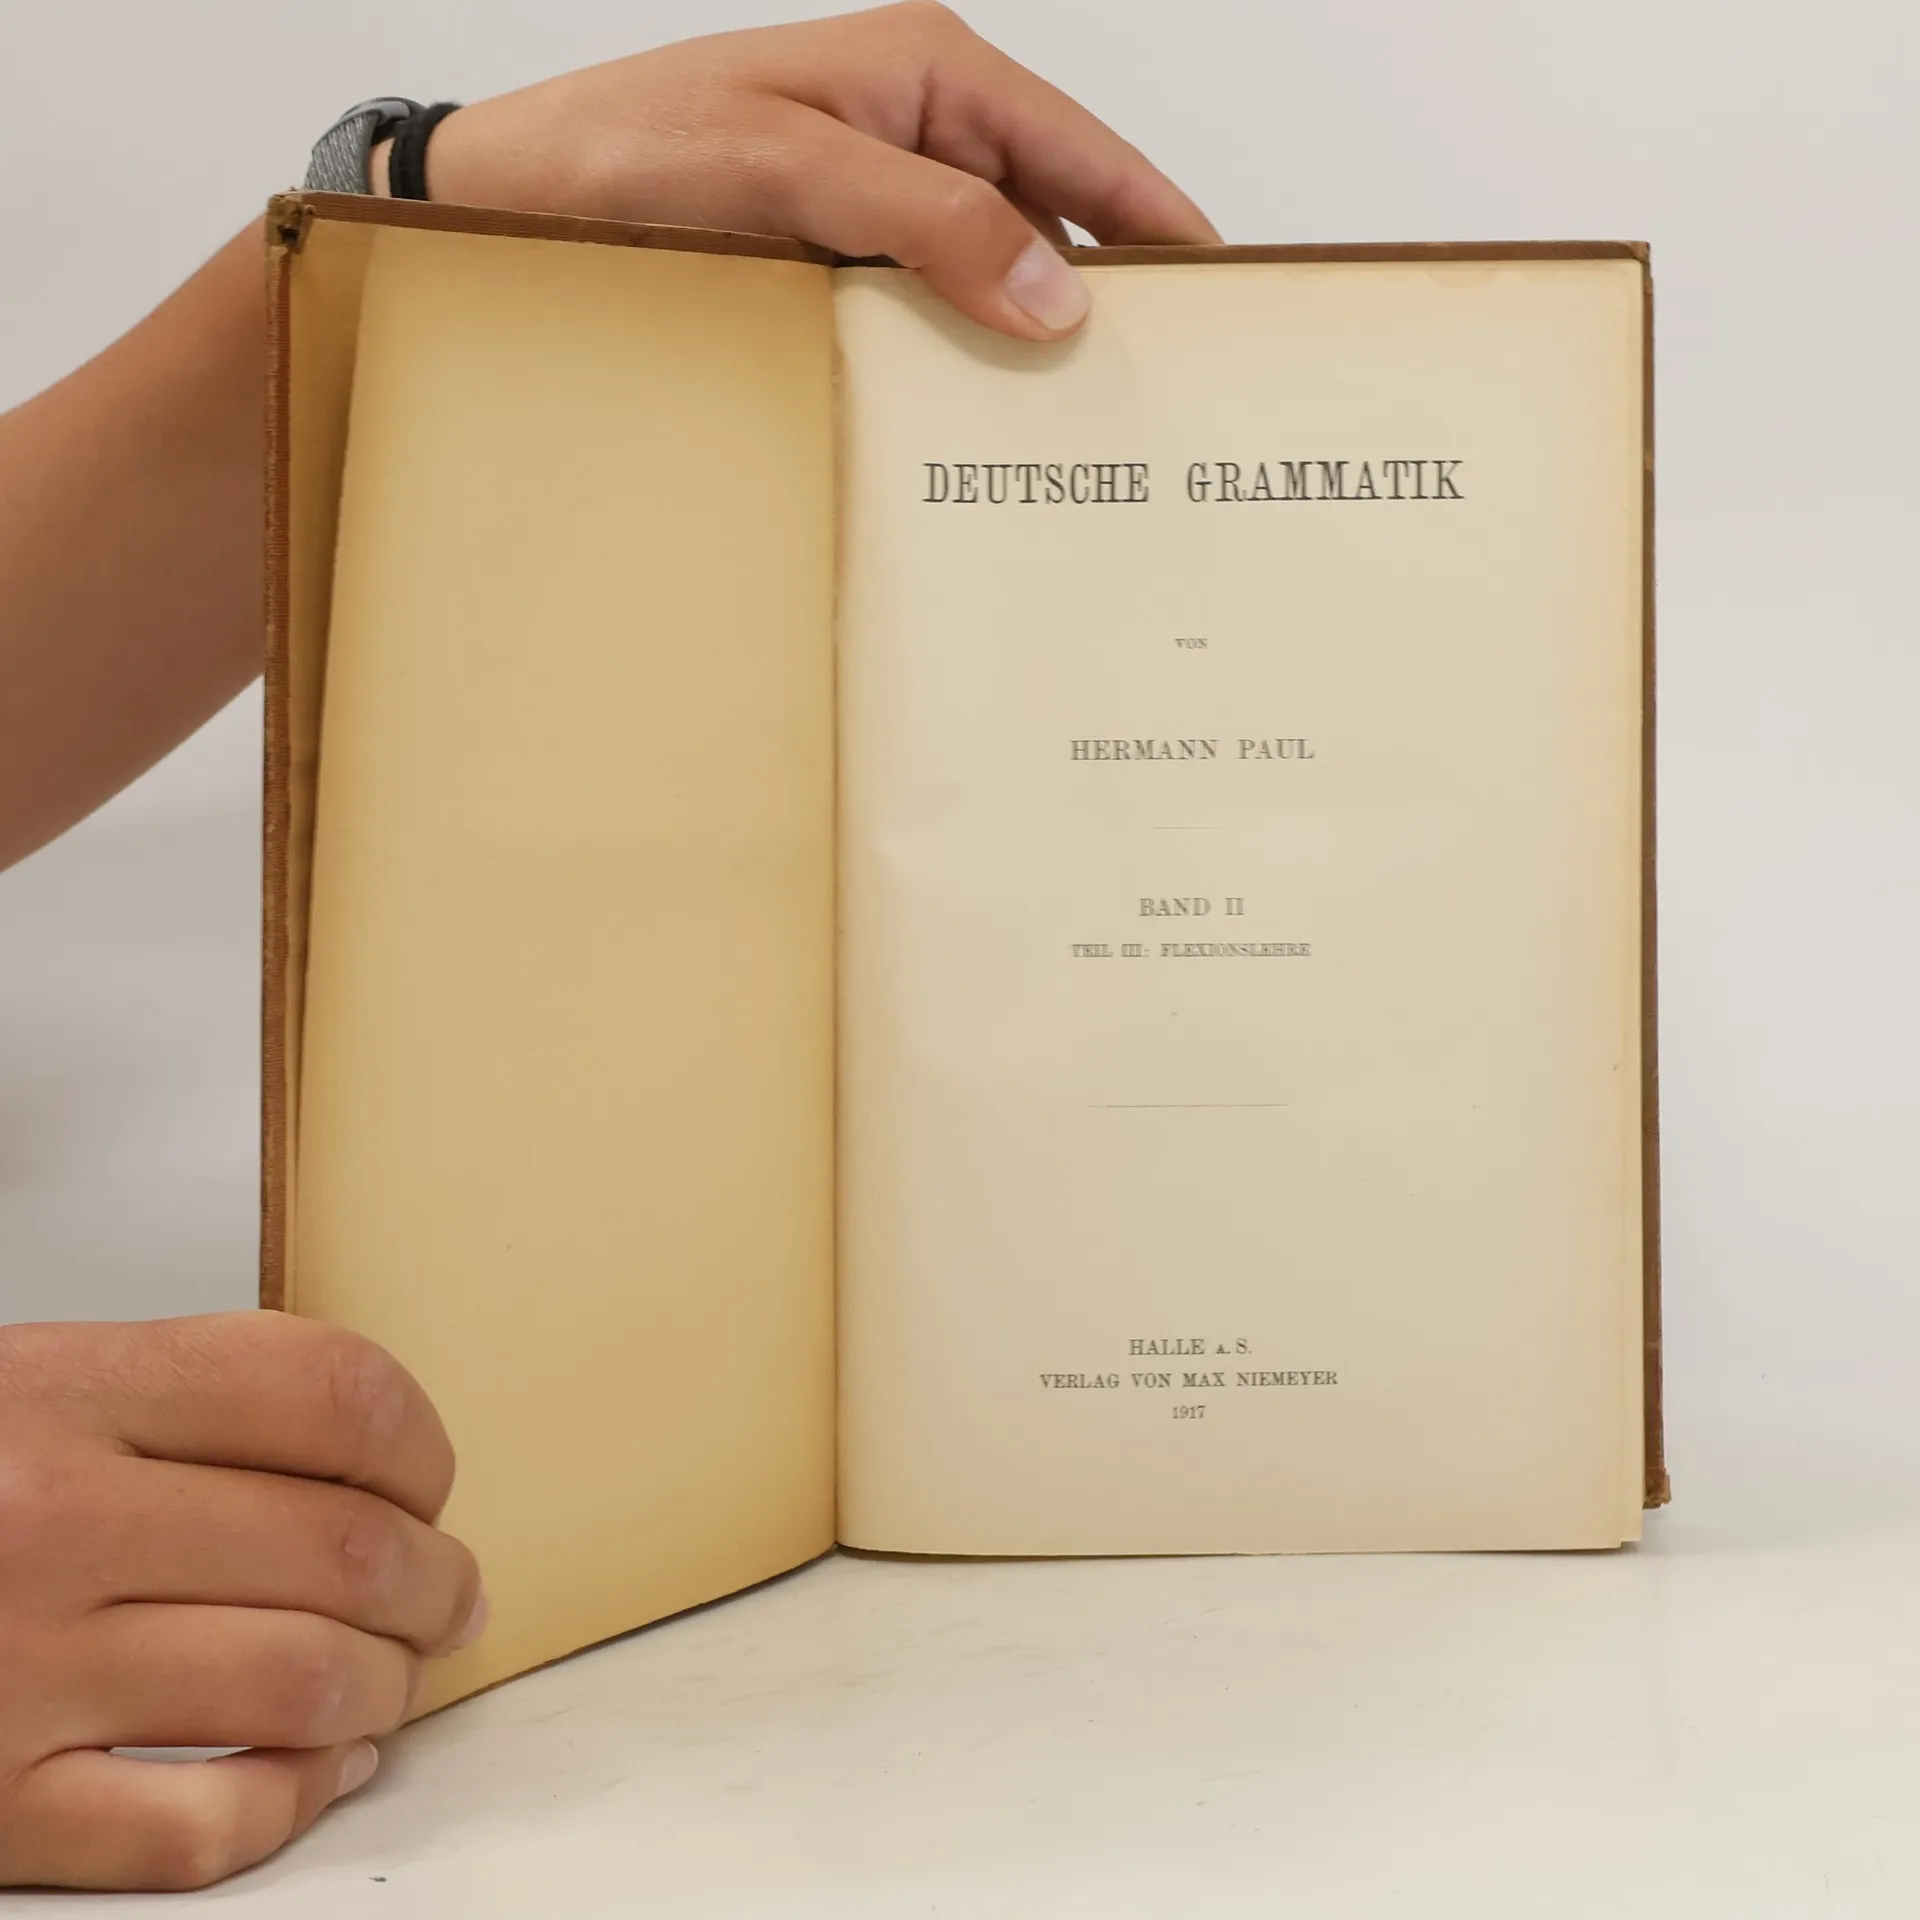 DEUTSCHE GRAMMATIK
VON
HERMANN PAUL
BAND II
TEIL III: FLEXIONSLEHRE
HALLE A. S.
VERLAG VON MAX NIEMEYER
1917